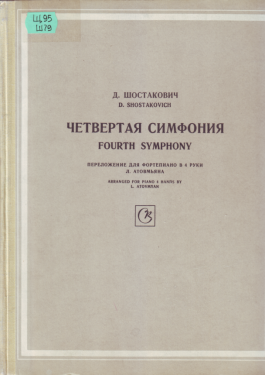 Щ95
Ш79
Д. ШОСТАКОВИЧ
D. SHOSTAKOVICH
ЧЕТВЕРТАЯ СИМФОНИЯ
FOURTH SYMPHONY
ПЕРЕЛОЖЕНИЕ ДЛЯ ФОРТЕПИАНО В 4 РУКИ
Л. АТОВМЬЯНА
ARRANGED FOR PIANO 4 HANDS BY
L. ATOVMIAN